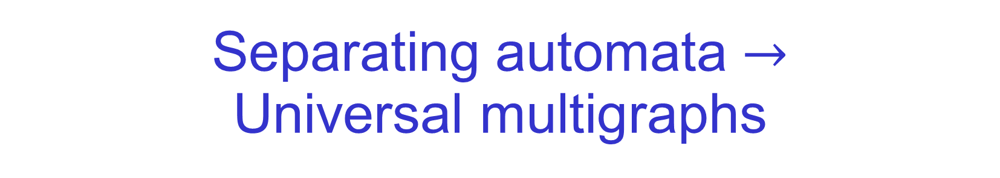 Separating automata →
Universal multigraphs